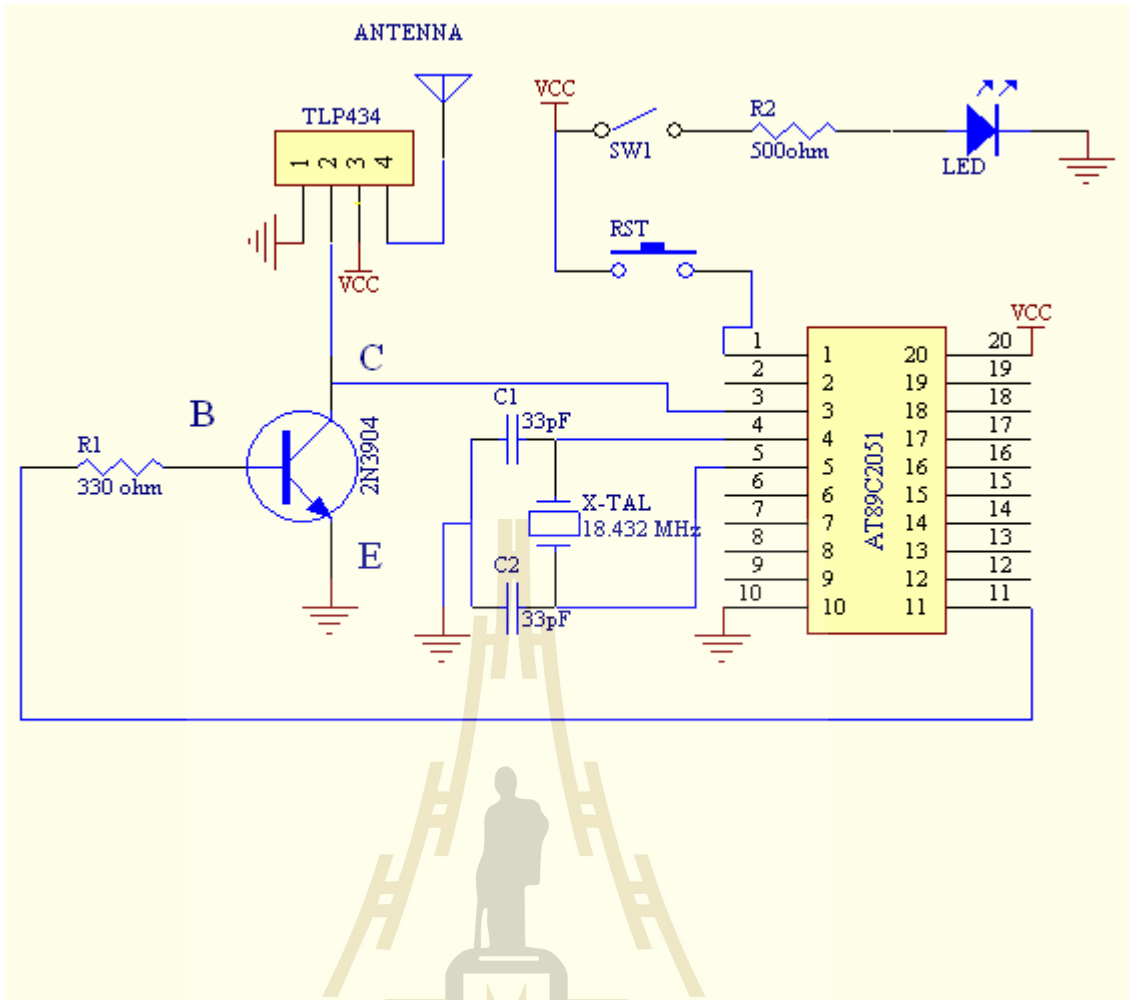 ANTENNA
TLP434
1 2 3 4
VCC
VCC
SW1
R2
500ohm
LED
RST
C
B
E
R1
330 ohm
2N3904
C1
33pF
X-TAL
18.432 MHz
C2
33pF
VCC
AT89C2051
1 1 20 20
2 2 19 19
3 3 18 18
4 4 17 17
5 5 16 16
6 6 15 15
7 7 14 14
8 8 13 13
9 9 12 12
10 10 11 11